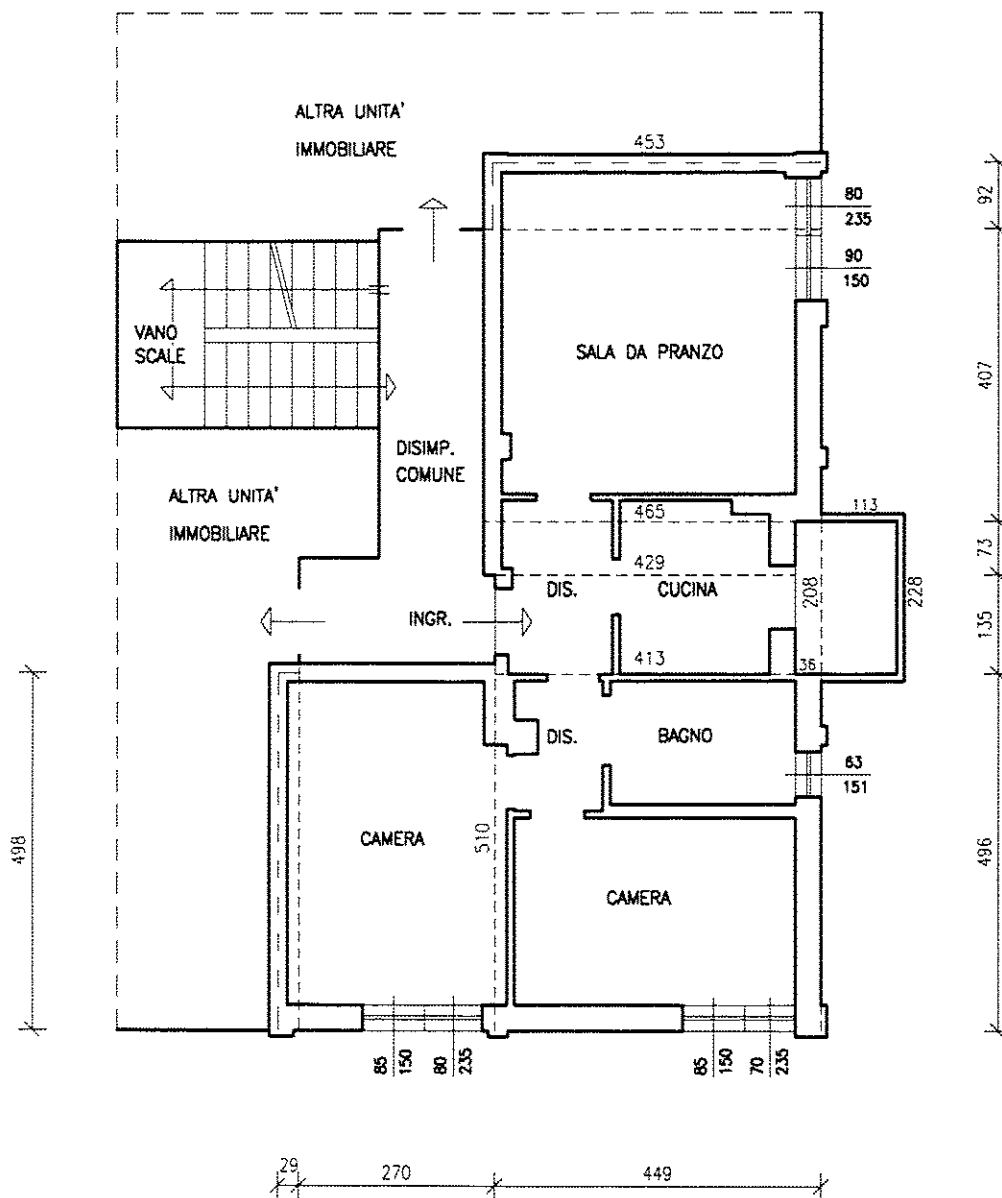 ALTRA UNITA'
IMMOBILIARE
453
92
80
235
90
150
VANO
SCALE
SALA DA PRANZO
407
DISIMP.
COMUNE
ALTRA UNITA'
IMMOBILIARE
465
113
73
429
DIS.
CUCINA
208
228
INGR.
135
413
36
DIS.
BAGNO
63
151
498
CAMERA
510
CAMERA
496
85
150
80
235
85
150
70
235
29
270
449